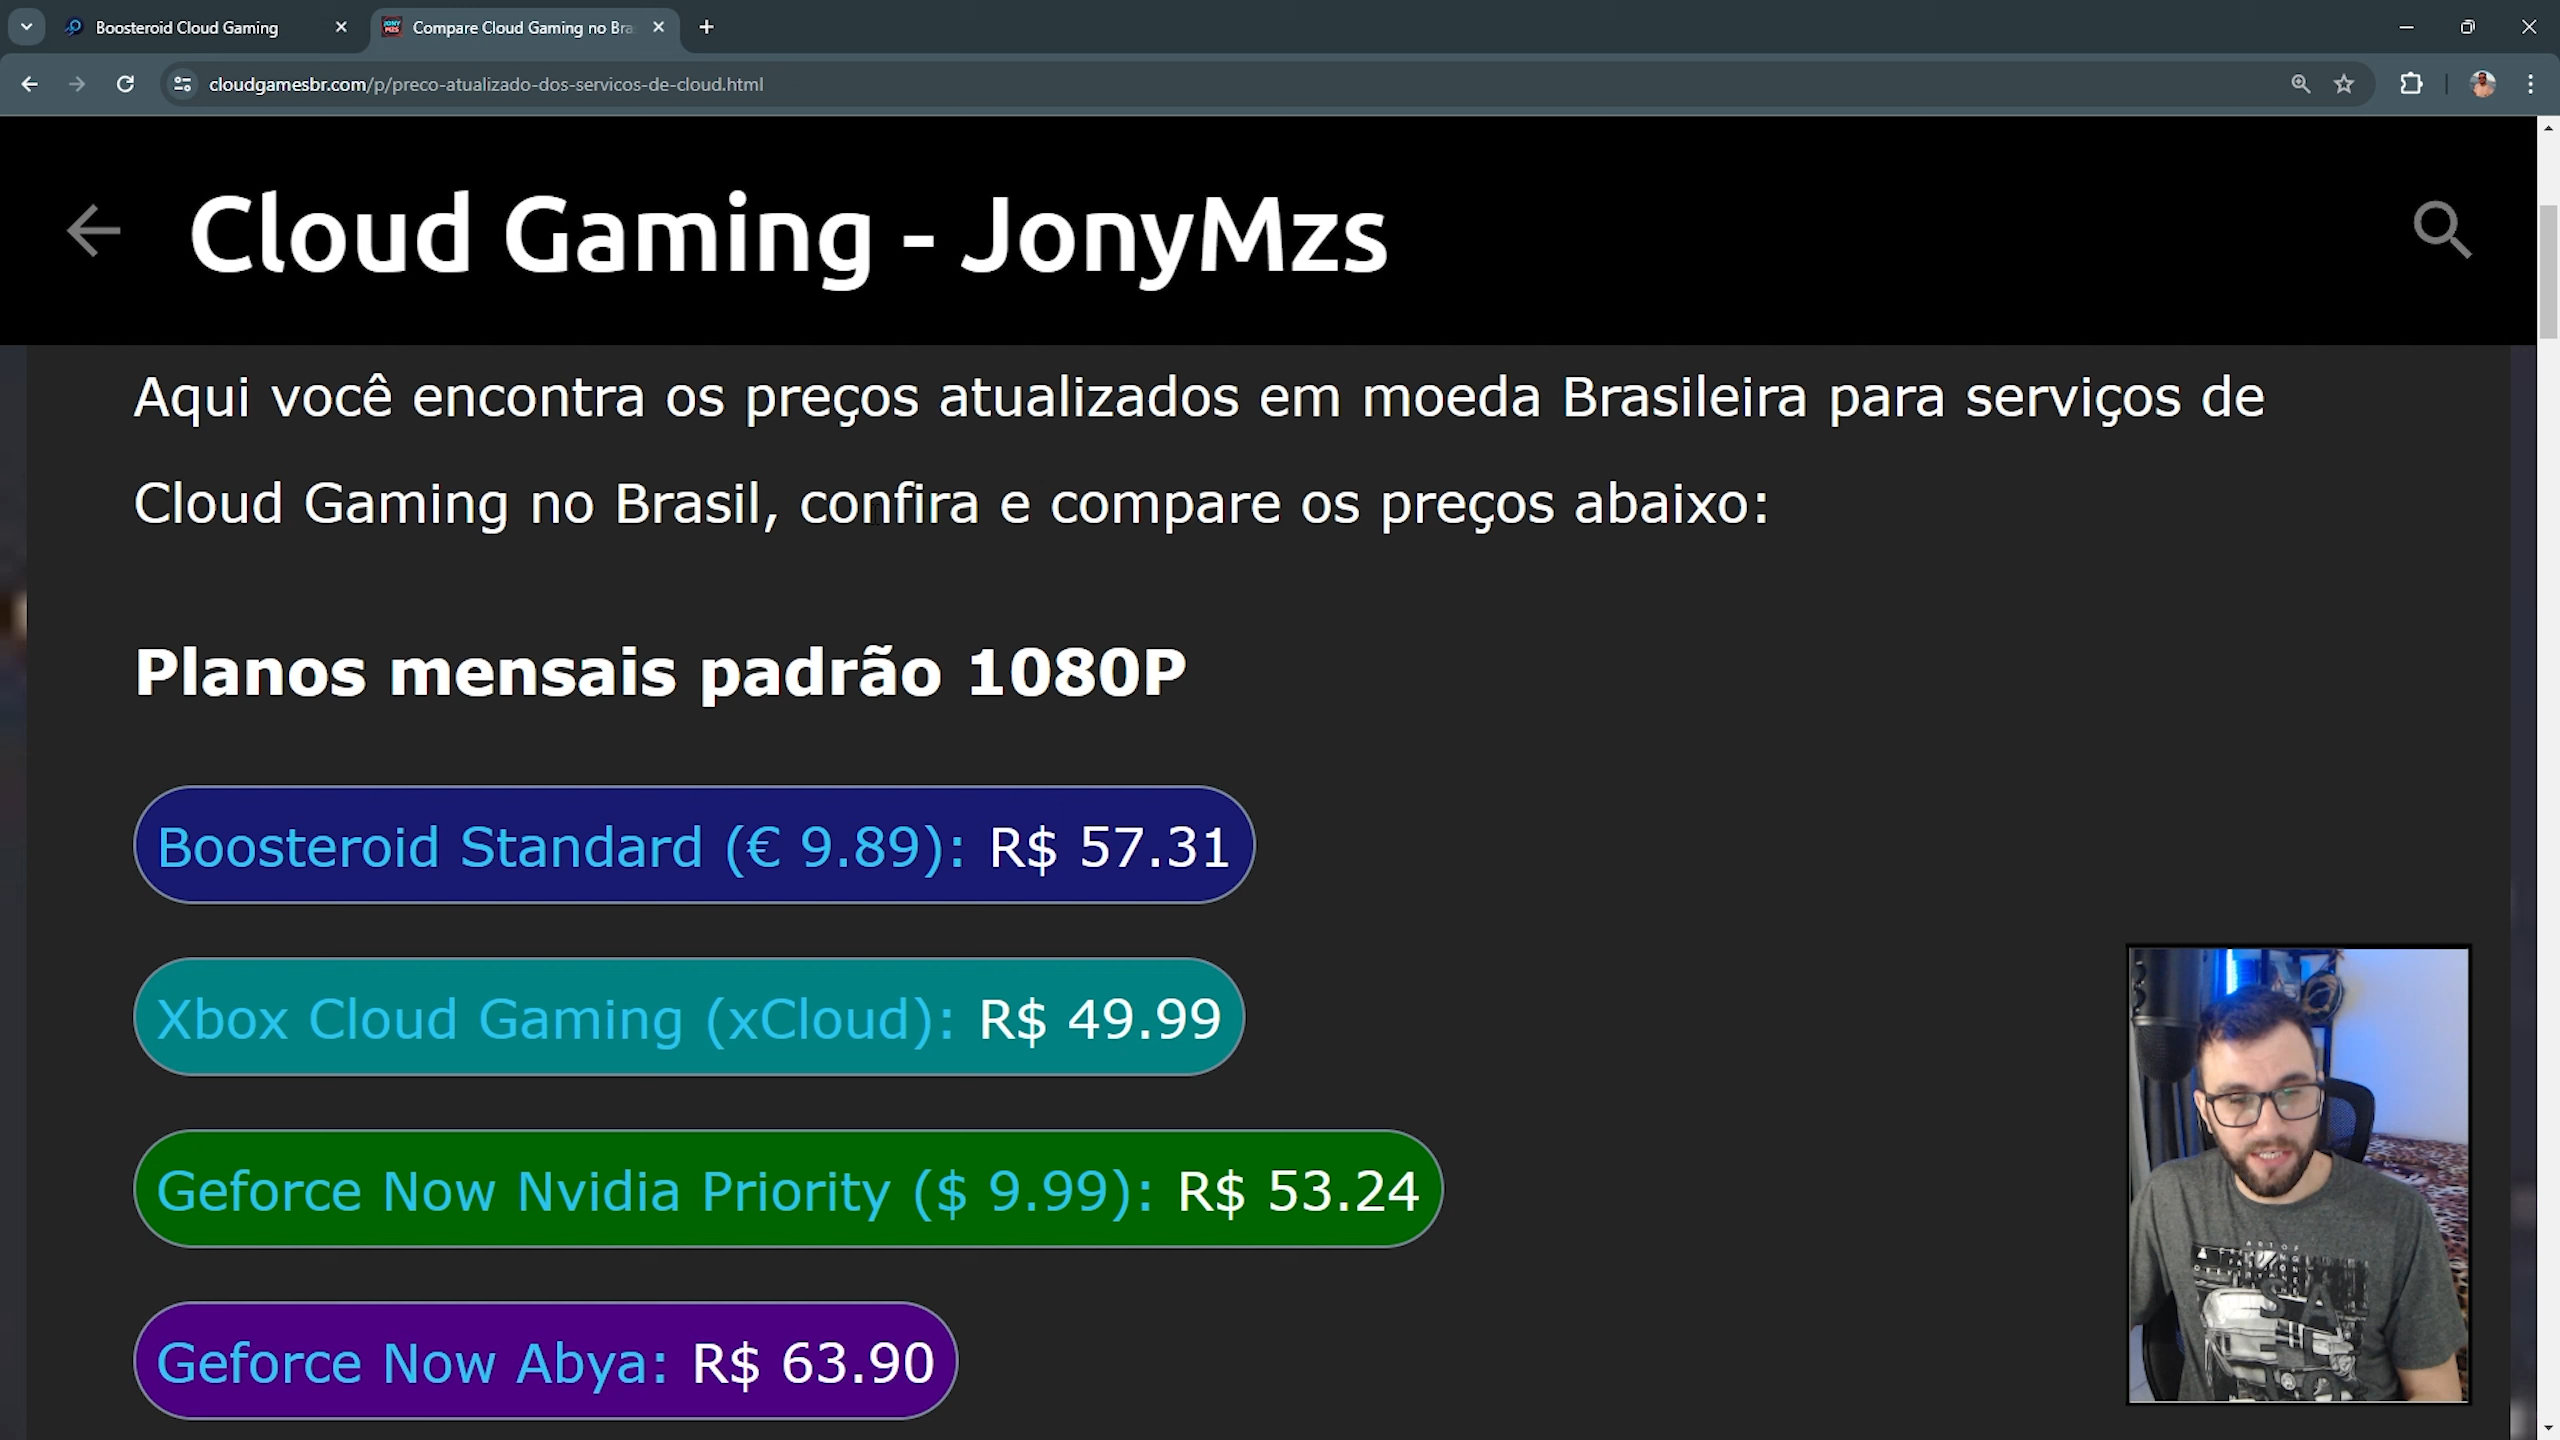 Boosteroid Cloud Gaming
Compare Cloud Gaming no Bra
cloudgamesbr.com/p/preco-atualizado-dos-servicos-de-cloud.html
Cloud Gaming - JonyMzs
Aqui você encontra os preços atualizados em moeda Brasileira para serviços de
Cloud Gaming no Brasil, confira e compare os preços abaixo:
Planos mensais padrão 1080P
Boosteroid Standard (€ 9.89): R$ 57.31
Xbox Cloud Gaming (xCloud): R$ 49.99
Geforce Now Nvidia Priority ($ 9.99): R$ 53.24
Geforce Now Abya: R$ 63.90